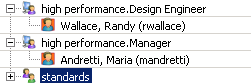 high performance.Design Engineer
Wallace, Randy (rwallace)
high performance.Manager
Andretti, Maria (mandretti)
standards